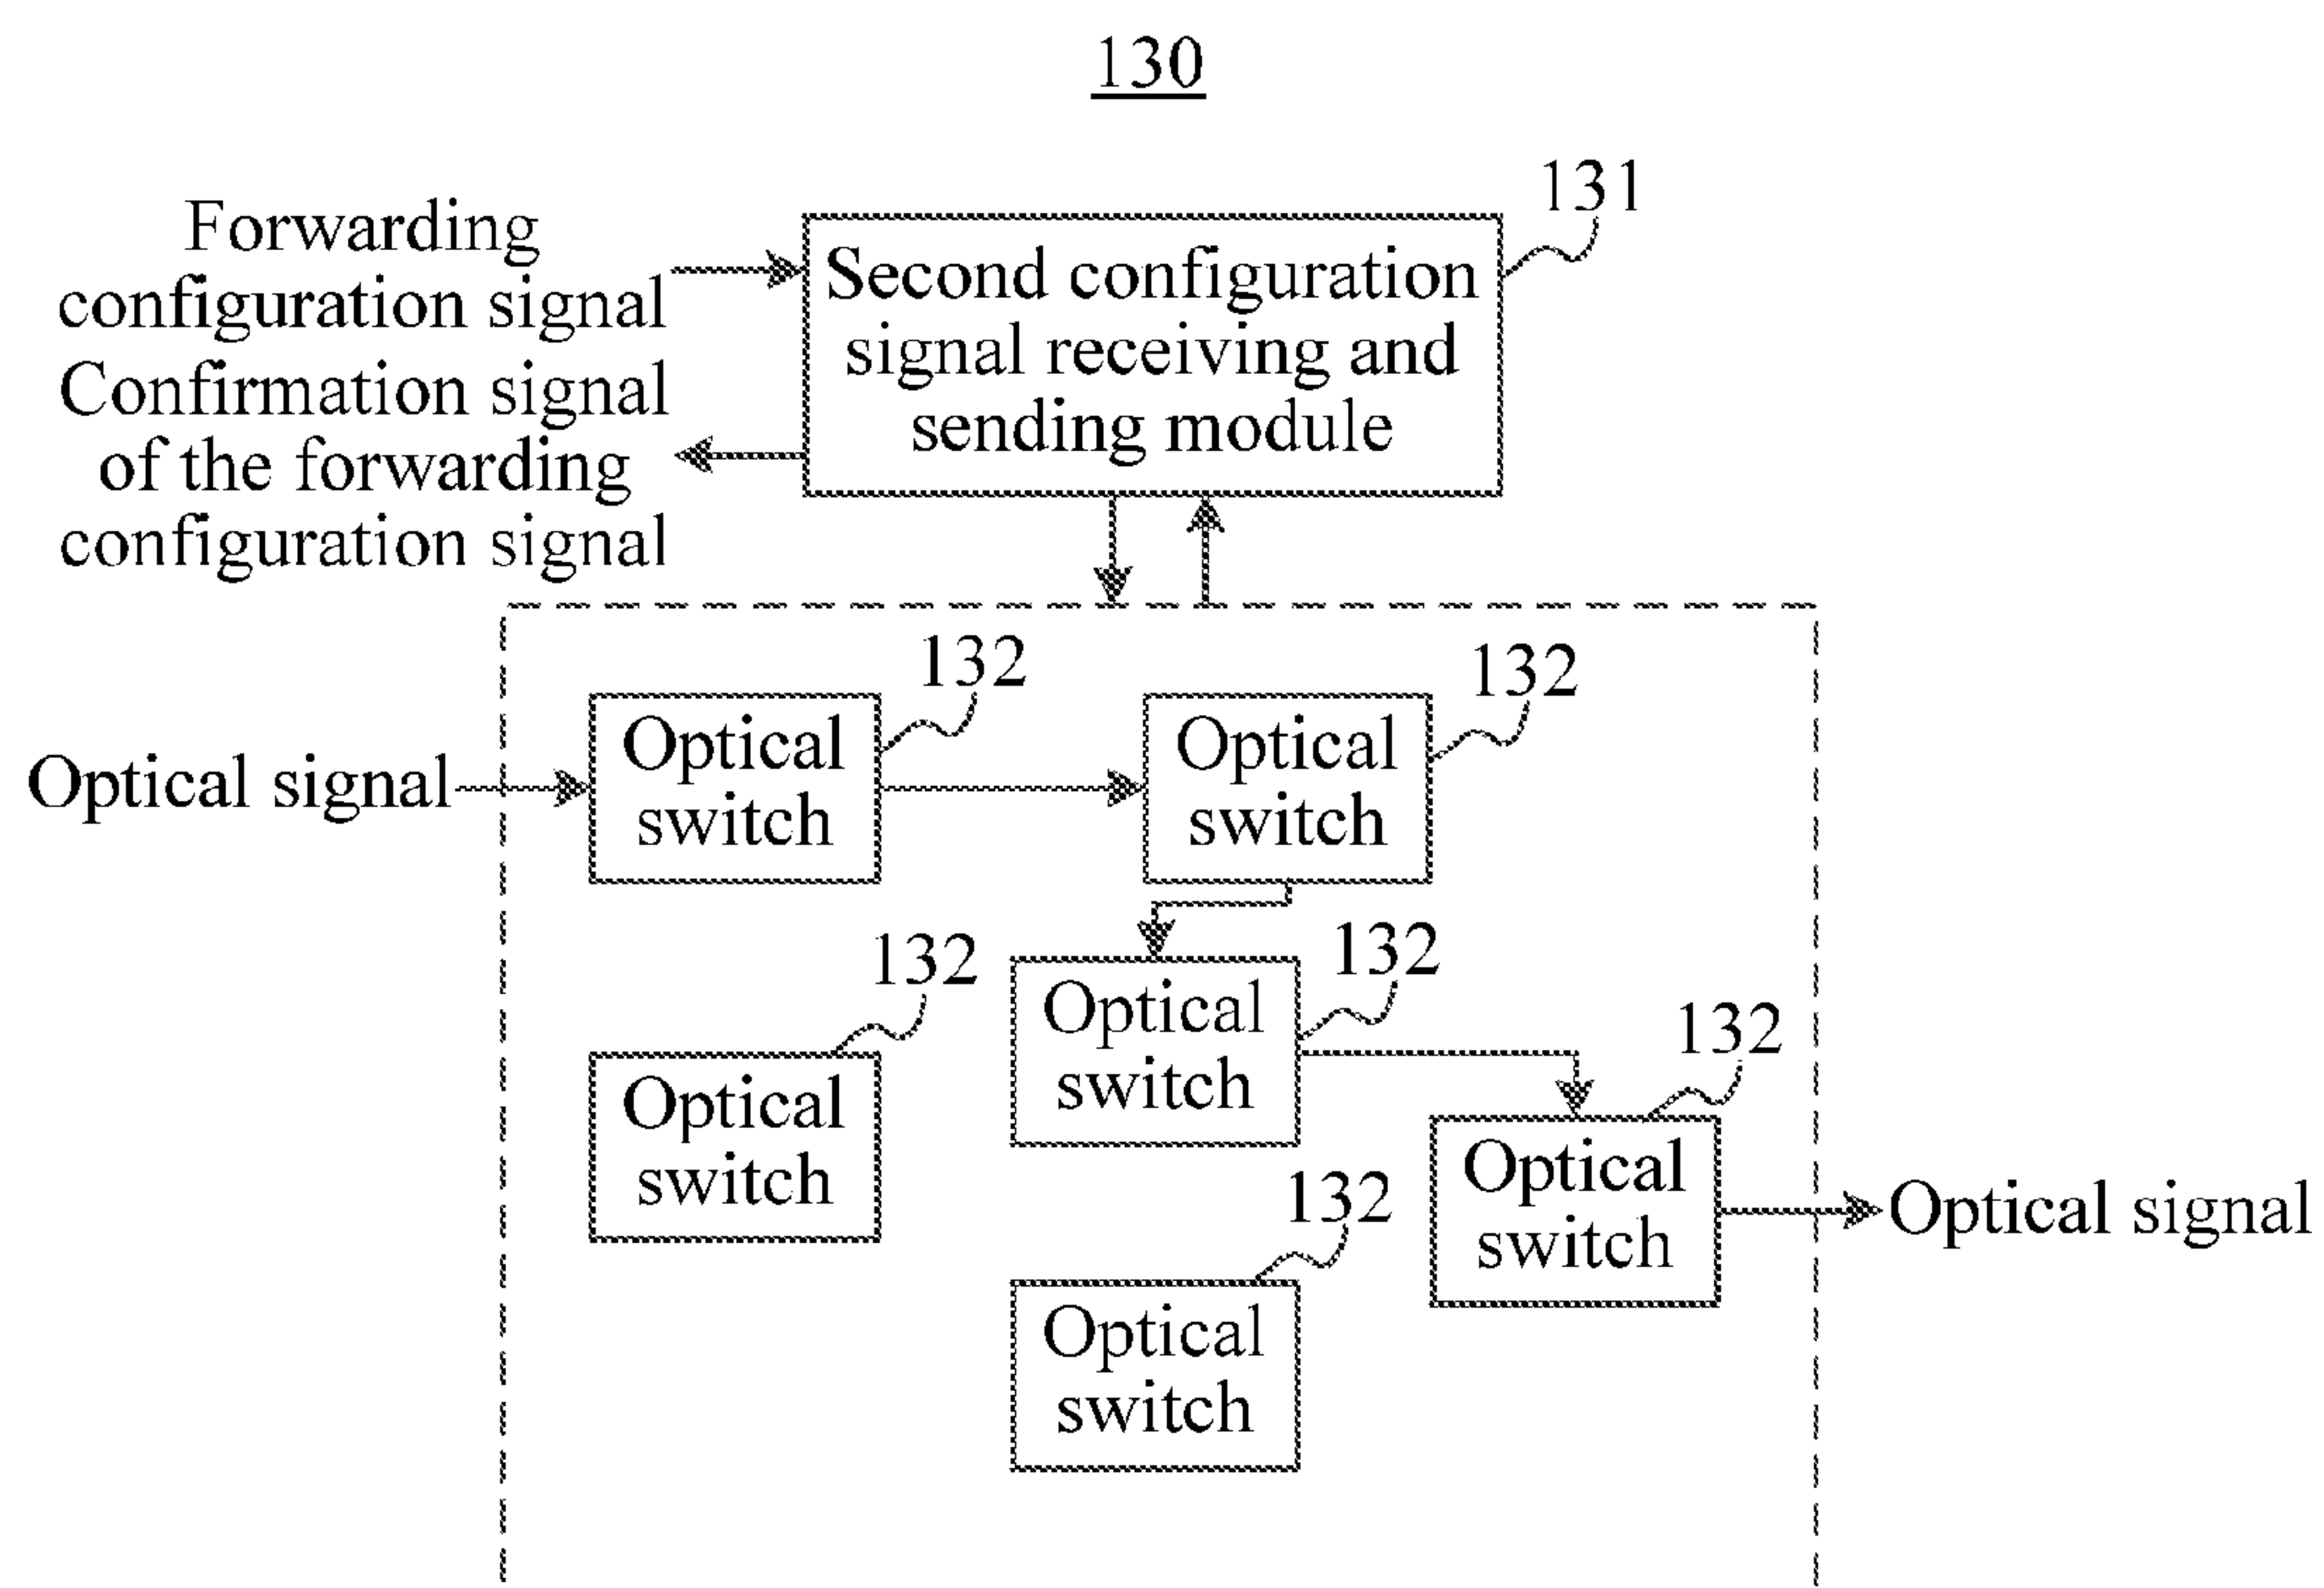 130
131
Forwarding
configuration signal
Confirmation signal
of the forwarding
configuration signal
Second configuration
signal receiving and
sending module
132
132
Optical signal
Optical
switch
Optical
switch
132
132
Optical
switch
Optical
switch
132
Optical
switch
Optical signal
132
Optical
switch